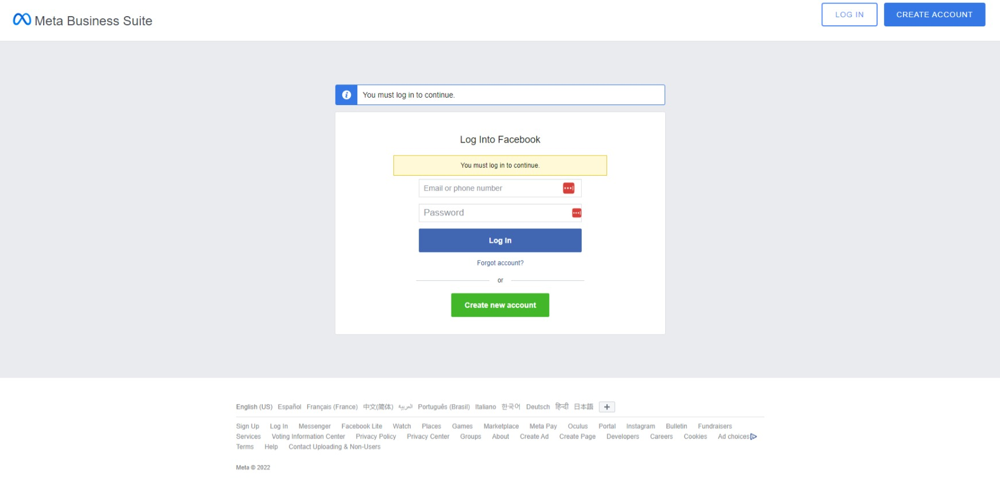 Meta Business Suite
LOG IN
CREATE ACCOUNT
You must log in to continue.
Log Into Facebook
You must log in to continue.
Email or phone number
Password
Log In
Forgot account?
or
Create new account
English (US) Español Français (France) 中文(简体) العربية Português (Brasil) Italiano 한국어 Deutsch हिन्दी 日本語 +
Sign Up Log In Messenger Facebook Lite Watch Places Games Marketplace Meta Pay Oculus Portal Instagram Bulletin Fundraisers
Services Voting Information Center Privacy Policy Privacy Center Groups About Create Ad Create Page Developers Careers Cookies Ad choices
Terms Help Contact Uploading & Non-Users
Meta © 2022